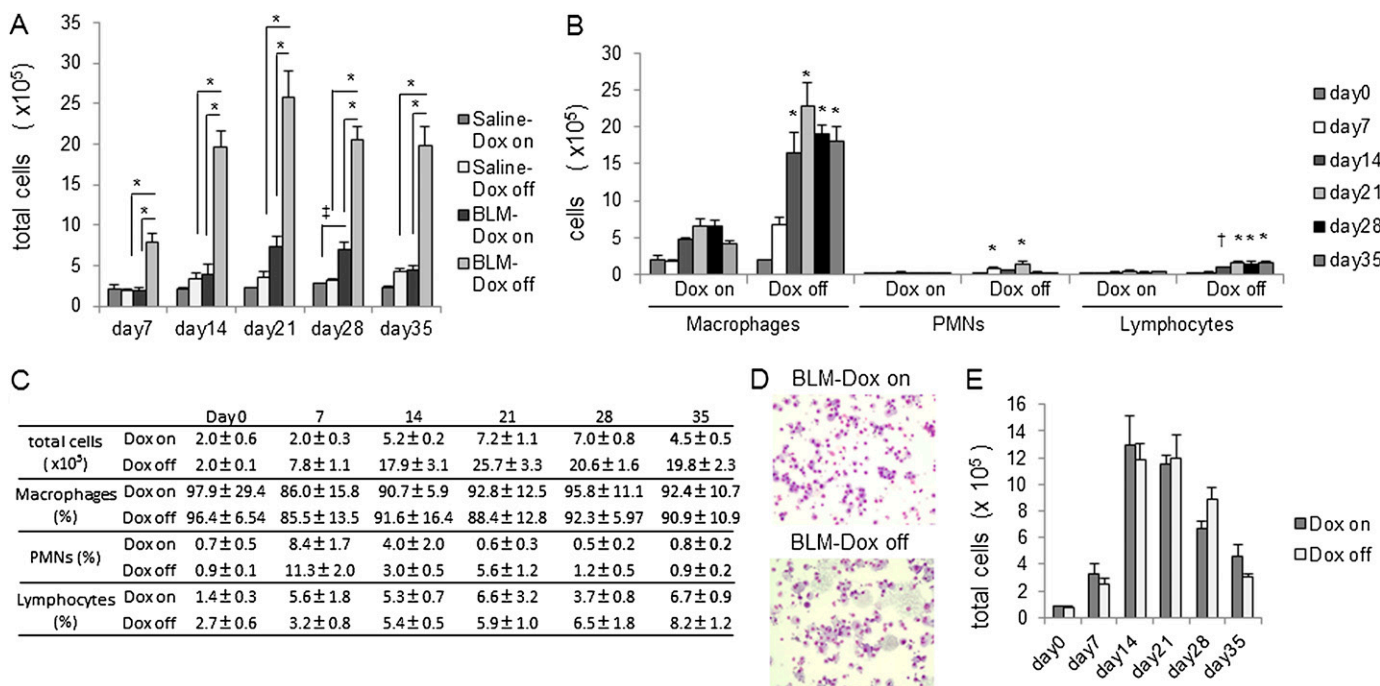 A
total cells ( x10⁵)
35
30
25
20
15
10
5
0
* * * * * * * * * * ‡
day7 day14 day21 day28 day35
Saline-
Dox on
Saline-
Dox off
BLM-
Dox on
BLM-
Dox off
B
cells ( x10⁵)
30
25
20
15
10
5
0
* * * * * * † * * *
Dox on Dox off Dox on Dox off Dox on Dox off
Macrophages PMNs Lymphocytes
day0
day7
day14
day21
day28
day35
C
Day 0 7 14 21 28 35
total cells Dox on 2.0 ± 0.6 2.0 ± 0.3 5.2 ± 0.2 7.2 ± 1.1 7.0 ± 0.8 4.5 ± 0.5
( x10⁵) Dox off 2.0 ± 0.1 7.8 ± 1.1 17.9 ± 3.1 25.7 ± 3.3 20.6 ± 1.6 19.8 ± 2.3
Macrophages Dox on 97.9 ± 29.4 86.0 ± 15.8 90.7 ± 5.9 92.8 ± 12.5 95.8 ± 11.1 92.4 ± 10.7
(%) Dox off 96.4 ± 6.54 85.5 ± 13.5 91.6 ± 16.4 88.4 ± 12.8 92.3 ± 5.97 90.9 ± 10.9
PMNs (%) Dox on 0.7 ± 0.5 8.4 ± 1.7 4.0 ± 2.0 0.6 ± 0.3 0.5 ± 0.2 0.8 ± 0.2
Dox off 0.9 ± 0.1 11.3 ± 2.0 3.0 ± 0.5 5.6 ± 1.2 1.2 ± 0.5 0.9 ± 0.2
Lymphocytes Dox on 1.4 ± 0.3 5.6 ± 1.8 5.3 ± 0.7 6.6 ± 3.2 3.7 ± 0.8 6.7 ± 0.9
(%) Dox off 2.7 ± 0.6 3.2 ± 0.8 5.4 ± 0.5 5.9 ± 1.0 6.5 ± 1.8 8.2 ± 1.2
D
BLM-Dox on
BLM-Dox off
E
total cells (x 10⁵)
16
14
12
10
8
6
4
2
0
day0 day7 day14 day21 day28 day35
Dox on
Dox off